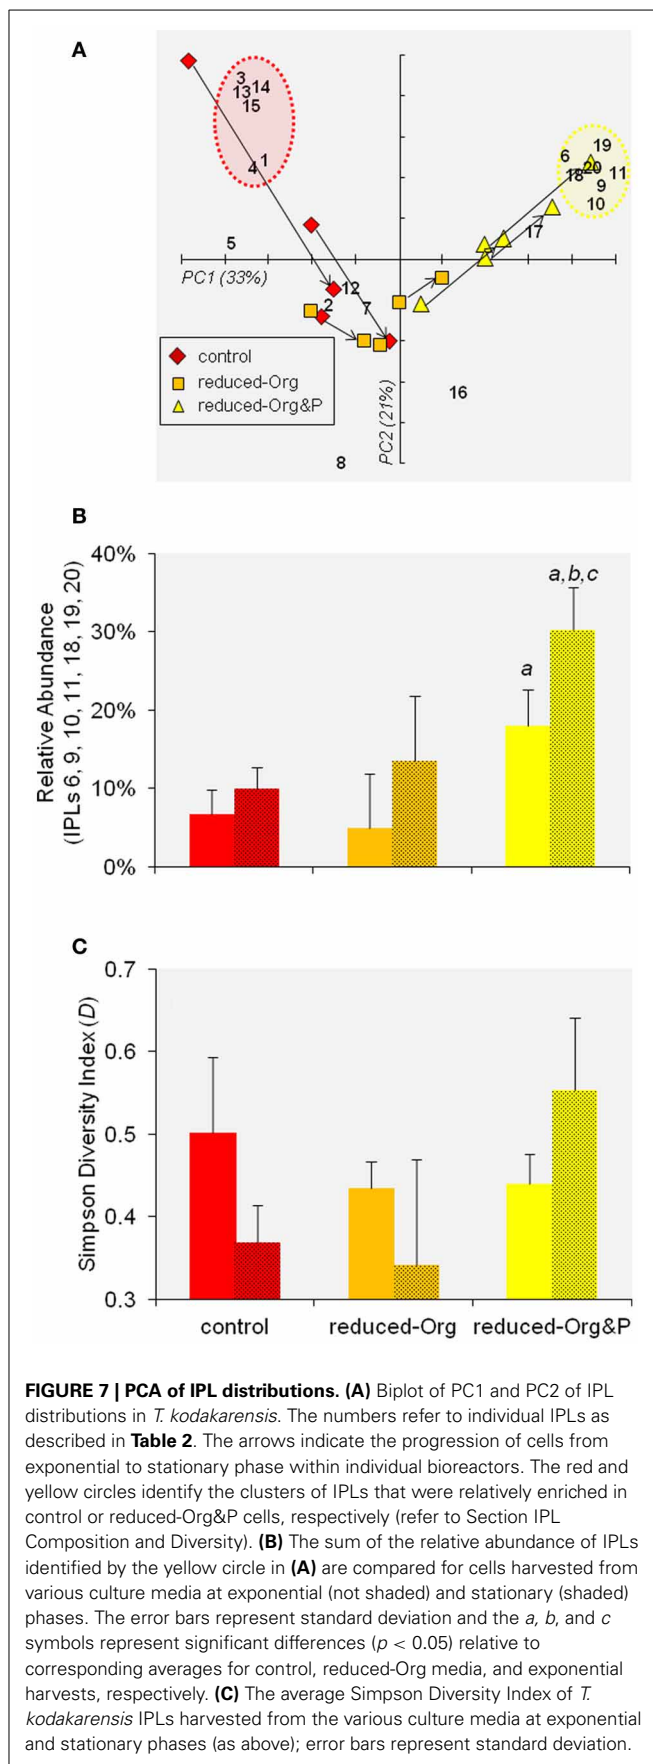 A
3
14
13
15
1
4
5
12
2
7
PC1 (33%)
6
19
18
20
11
9
10
17
16
8
PC2 (21%)
control
reduced-Org
reduced-Org&P
B
Relative Abundance
(IPLs 6, 9, 10, 11, 18, 19, 20)
40%
30%
20%
10%
0%
a
a,b,c
C
Simpson Diversity Index (D)
0.7
0.6
0.5
0.4
0.3
control reduced-Org reduced-Org&P
FIGURE 7 | PCA of IPL distributions. (A) Biplot of PC1 and PC2 of IPL
distributions in T. kodakarensis. The numbers refer to individual IPLs as
described in Table 2. The arrows indicate the progression of cells from
exponential to stationary phase within individual bioreactors. The red and
yellow circles identify the clusters of IPLs that were relatively enriched in
control or reduced-Org&P cells, respectively (refer to Section IPL
Composition and Diversity). (B) The sum of the relative abundance of IPLs
identified by the yellow circle in (A) are compared for cells harvested from
various culture media at exponential (not shaded) and stationary (shaded)
phases. The error bars represent standard deviation and the a, b, and c
symbols represent significant differences (p < 0.05) relative to
corresponding averages for control, reduced-Org media, and exponential
harvests, respectively. (C) The average Simpson Diversity Index of T.
kodakarensis IPLs harvested from the various culture media at exponential
and stationary phases (as above); error bars represent standard deviation.